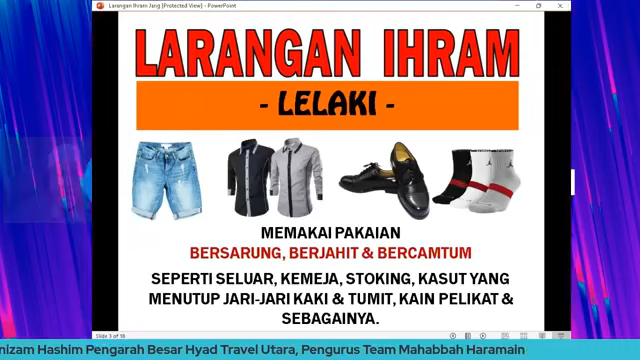 Larangan Ihram Jang [Protected View] - PowerPoint
LARANGAN IHRAM
- LELAKI -
MEMAKAI PAKAIAN
BERSARUNG, BERJAHIT & BERCAMTUM
SEPERTI SELUAR, KEMEJA, STOKING, KASUT YANG
MENUTUP JARI-JARI KAKI & TUMIT, KAIN PELIKAT &
SEBAGAINYA.
Slide 3 of 18
nizam Hashim Pengarah Besar Hyad Travel Utara, Pengurus Team Mahabbah Haramain